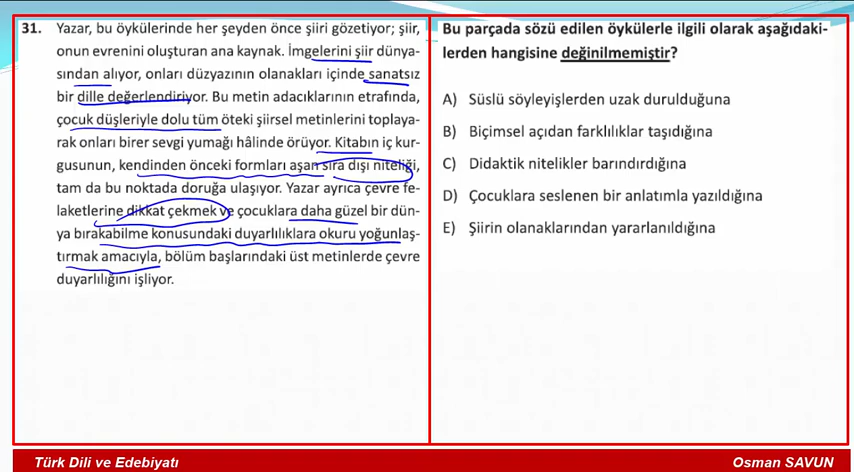 31. Yazar, bu öykülerinde her şeyden önce şiiri gözetiyor; şiir,
onun evrenini oluşturan ana kaynak. İmgelerini şiir dünya-
sından alıyor, onları düzyazının olanakları içinde sanatsız
bir dille değerlendiriyor. Bu metin adacıklarının etrafında,
çocuk düşleriyle dolu tüm öteki şiirsel metinlerini toplaya-
rak onları birer sevgi yumağı hâlinde örüyor. Kitabın iç kur-
gusunun, kendinden önceki formları aşan sıra dışı niteliği,
tam da bu noktada doruğa ulaşıyor. Yazar ayrıca çevre fe-
laketlerine dikkat çekmek ve çocuklara daha güzel bir dün-
ya bırakabilme konusundaki duyarlılıklara okuru yoğunlaş-
tırmak amacıyla, bölüm başlarındaki üst metinlerde çevre
duyarlılığını işliyor.
Bu parçada sözü edilen öykülerle ilgili olarak aşağıdaki-
lerden hangisine değinilmemiştir?
A) Süslü söyleyişlerden uzak durulduğuna
B) Biçimsel açıdan farklılıklar taşıdığına
C) Didaktik nitelikler barındırdığına
D) Çocuklara seslenen bir anlatımla yazıldığına
E) Şiirin olanaklarından yararlanıldığına
Türk Dili ve Edebiyatı
Osman SAVUN